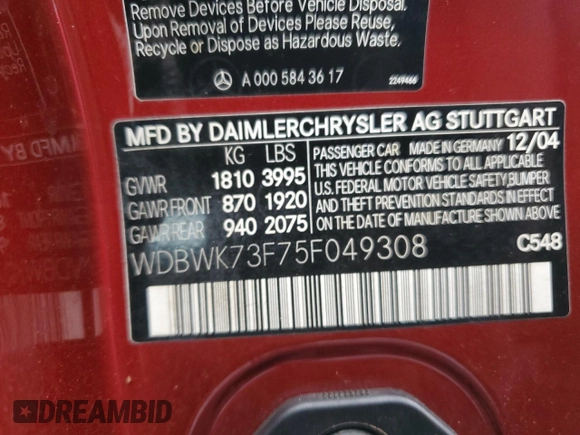 Remove Devices Before Vehicle Disposal.
Upon Removal of Devices Please Reuse,
Recycle or Dispose as Hazardous Waste.
A 000 584 36 17
2249466
MFD BY DAIMLERCHRYSLER AG STUTTGART
KG LBS
GVWR 1810 3995
GAWR FRONT 870 1920
GAWR REAR 940 2075
PASSENGER CAR MADE IN GERMANY 12/04
THIS VEHICLE CONFORMS TO ALL APPLICABLE
U.S. FEDERAL MOTOR VEHICLE SAFETY, BUMPER
AND THEFT PREVENTION STANDARDS IN EFFECT
ON THE DATE OF MANUFACTURE SHOWN ABOVE.
WDBWK73F75F049308
C548
DREAMBID